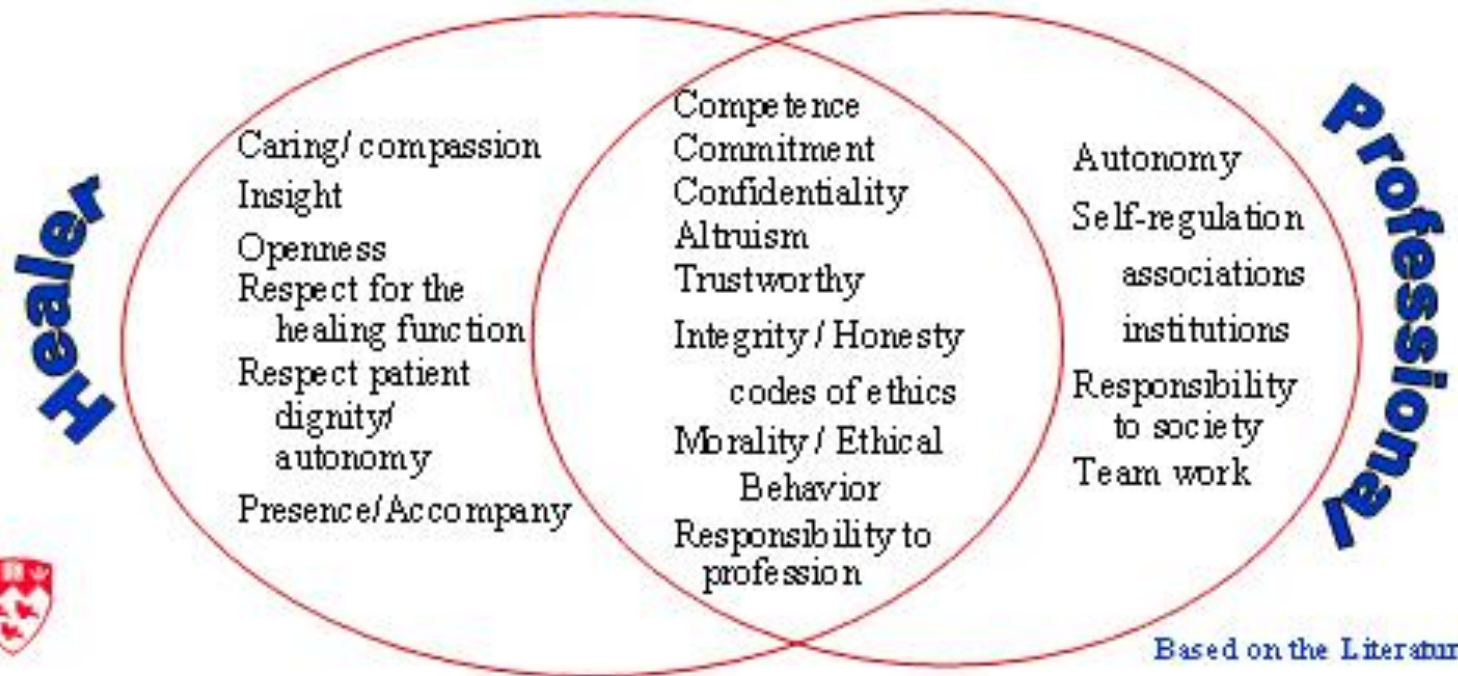 Healer
Caring/ compassion
Insight
Openness
Respect for the
healing function
Respect patient
dignity/
autonomy
Presence/Accompany
Competence
Commitment
Confidentiality
Altruism
Trustworthy
Integrity / Honesty
codes of ethics
Morality / Ethical
Behavior
Responsibility to
profession
Autonomy
Self-regulation
associations
institutions
Responsibility
to society
Team work
Professional
Based on the Literatur